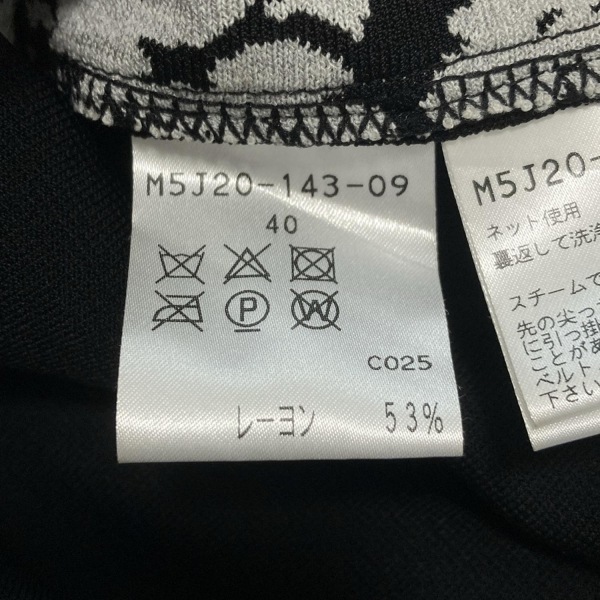 M5J20-143-09
40
P
W
C025
レーヨン 53%
M5J20-
ネット使用
裏返して洗浄
スチームで
先の尖っ
に引っ掛
ことがあ
ベルト
下さい